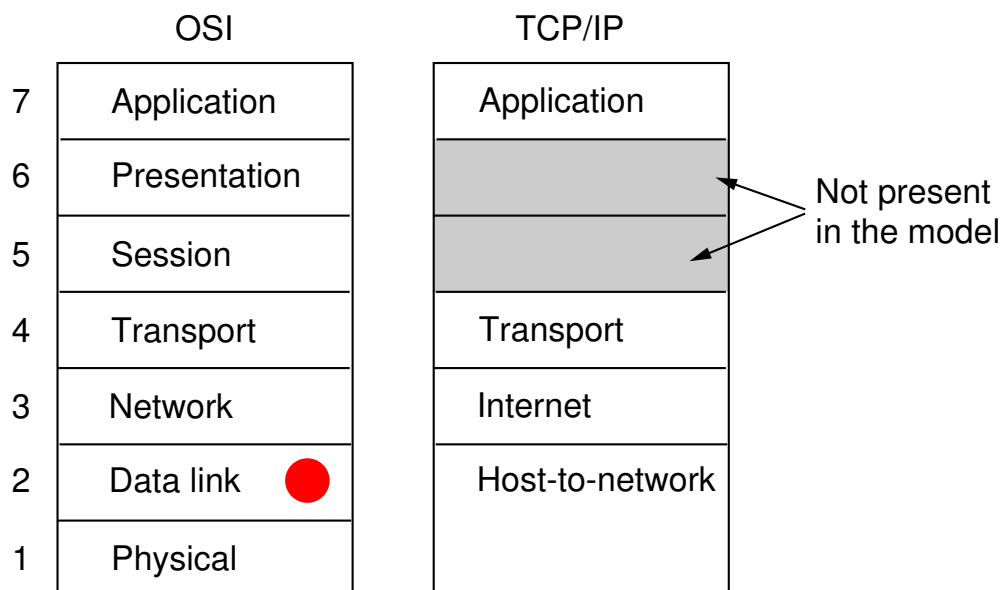 OSI TCP/IP
7 Application Application
6 Presentation
Not present
in the model
5 Session
4 Transport Transport
3 Network Internet
2 Data link Host-to-network
1 Physical